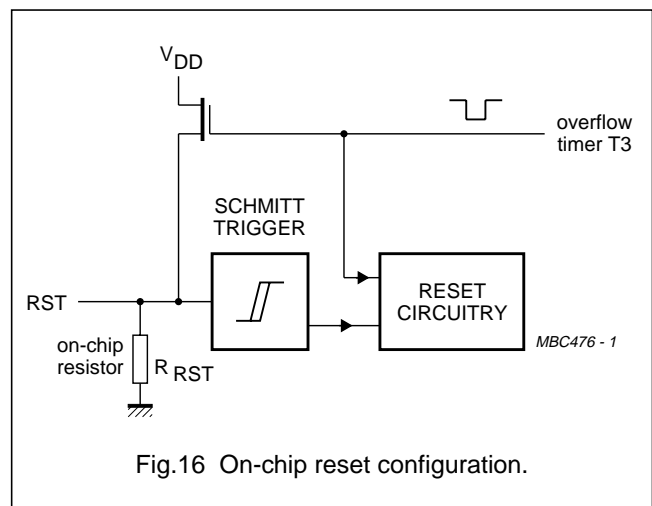 VDD
overflow
timer T3
SCHMITT
TRIGGER
RST
RESET
CIRCUITRY
MBC476 - 1
on-chip
resistor
RRST
Fig.16 On-chip reset configuration.